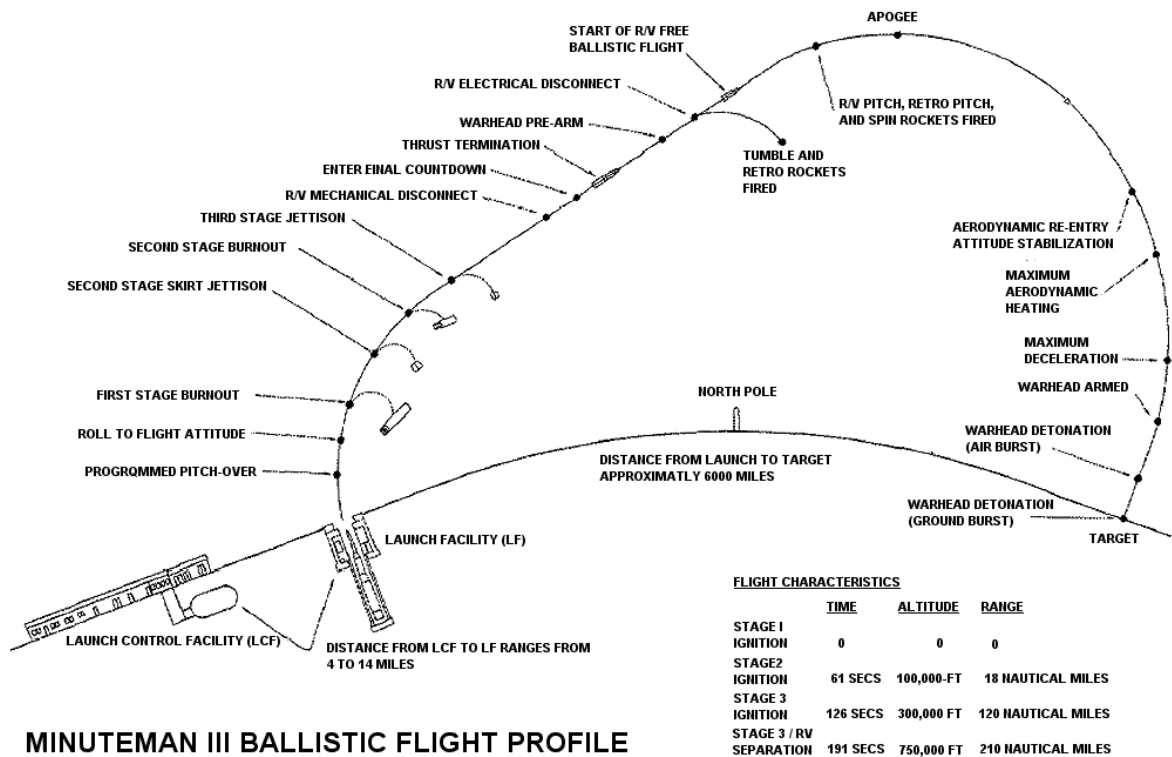 APOGEE
START OF R/V FREE
BALLISTIC FLIGHT
R/V ELECTRICAL DISCONNECT
R/V PITCH, RETRO PITCH,
AND SPIN ROCKETS FIRED
WARHEAD PRE-ARM
THRUST TERMINATION
TUMBLE AND
RETRO ROCKETS
FIRED
ENTER EINAL COUNTDOWN
R/V MECHANICAL DISCONNECT
THIRD STAGE JETTISON
AERODYNAMIC RE-ENTRY
ATTITUDE STABILIZATION
SECOND STAGE BURNOUT
SECOND STAGE SKIRT JETTISON
MAXIMUM
AERODYNAMIC
HEATING
MAXIMUM
DECELERATION
FIRST STAGE BURNOUT
NORTH POLE
WARHEAD ARMED
ROLL TO FLIGHT ATTITUDE
WARHEAD DETONATION
(AIR BURST)
PROGRQMMED PITCH-OVER
DISTANCE FROM LAUNCH TO TARGET
APPROXIMATLY 6000 MILES
WARHEAD DETONATION
(GROUND BURST)
TARGET
LAUNCH FACILITY (LF)
LAUNCH CONTROL FACILITY (LCF)
DISTANCE FROM LCF TO LF RANGES FROM
4 TO 14 MILES
FLIGHT CHARACTERISTICS
TIME ALTITUDE RANGE
STAGE I
IGNITION 0 0 0
STAGE2
IGNITION 61 SECS 100,000-FT 18 NAUTICAL MILES
STAGE 3
IGNITION 126 SECS 300,000 FT 120 NAUTICAL MILES
STAGE 3 / RV
SEPARATION 191 SECS 750,000 FT 210 NAUTICAL MILES
MINUTEMAN III BALLISTIC FLIGHT PROFILE